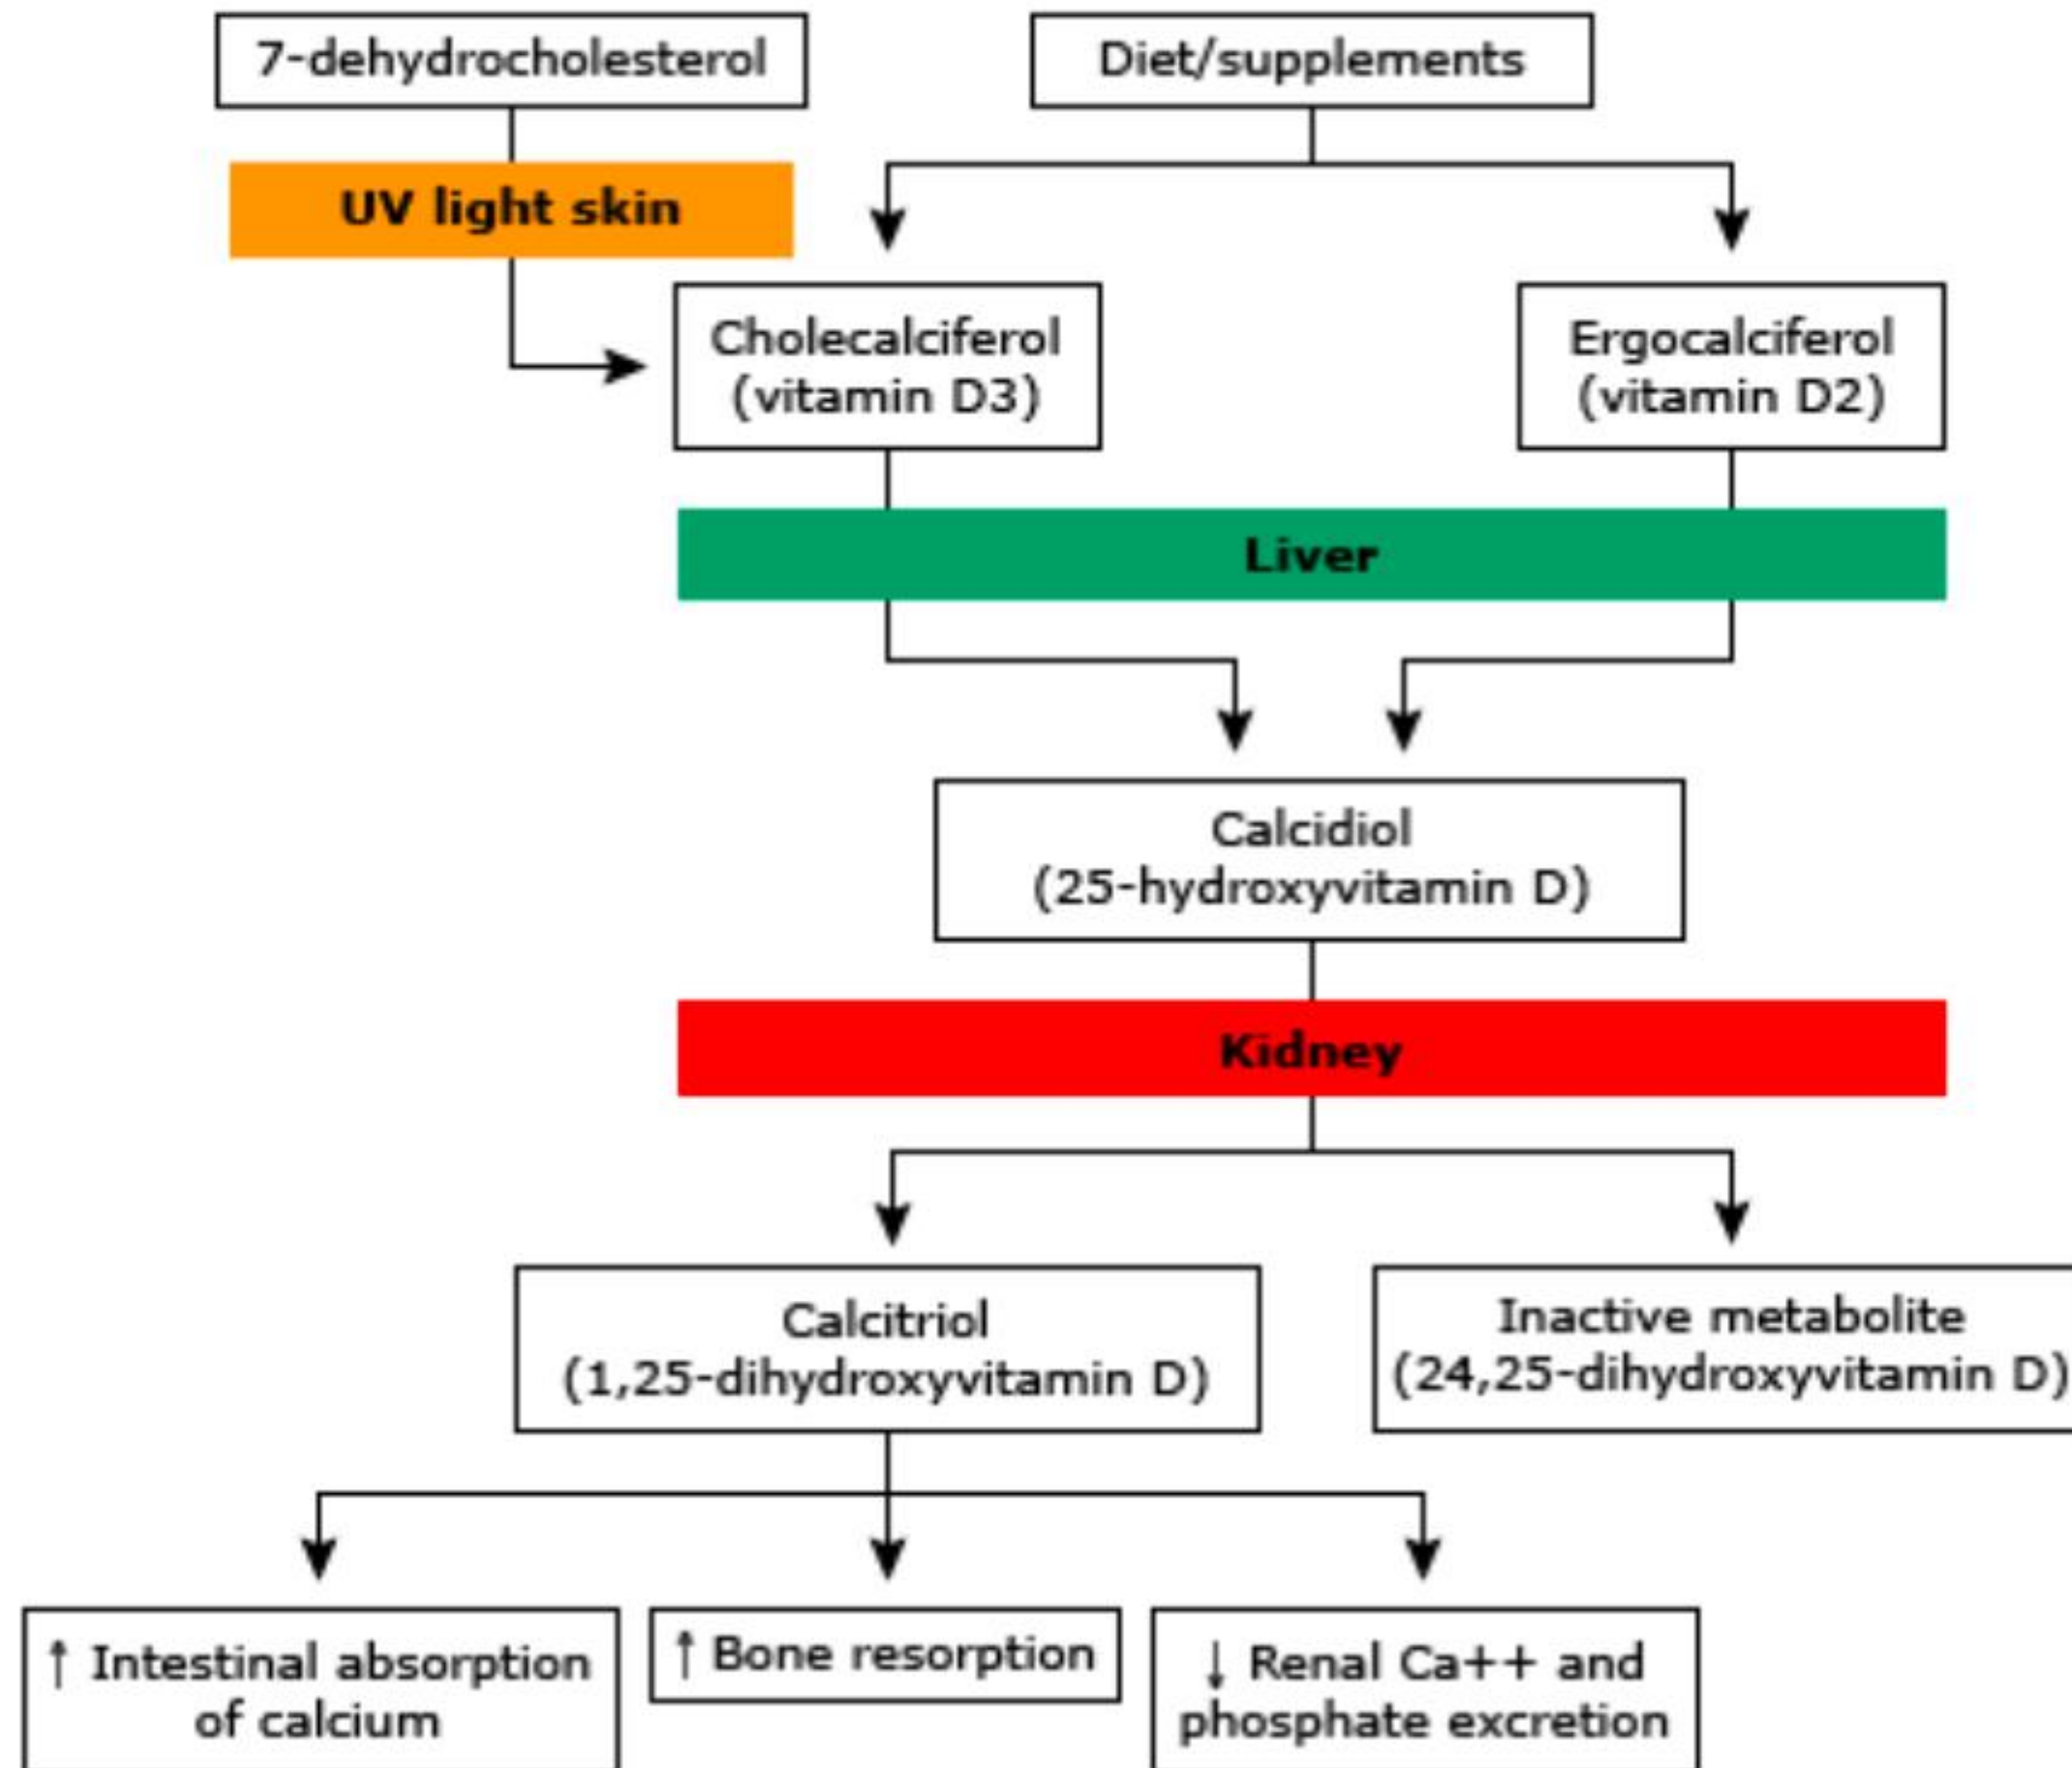 7-dehydrocholesterol
Diet/supplements
UV light skin
Cholecalciferol
(vitamin D3)
Ergocalciferol
(vitamin D2)
Liver
Calcidiol
(25-hydroxyvitamin D)
Kidney
Calcitriol
(1,25-dihydroxyvitamin D)
Inactive metabolite
(24,25-dihydroxyvitamin D)
↑ Intestinal absorption
of calcium
↑ Bone resorption
↓ Renal Ca++ and
phosphate excretion